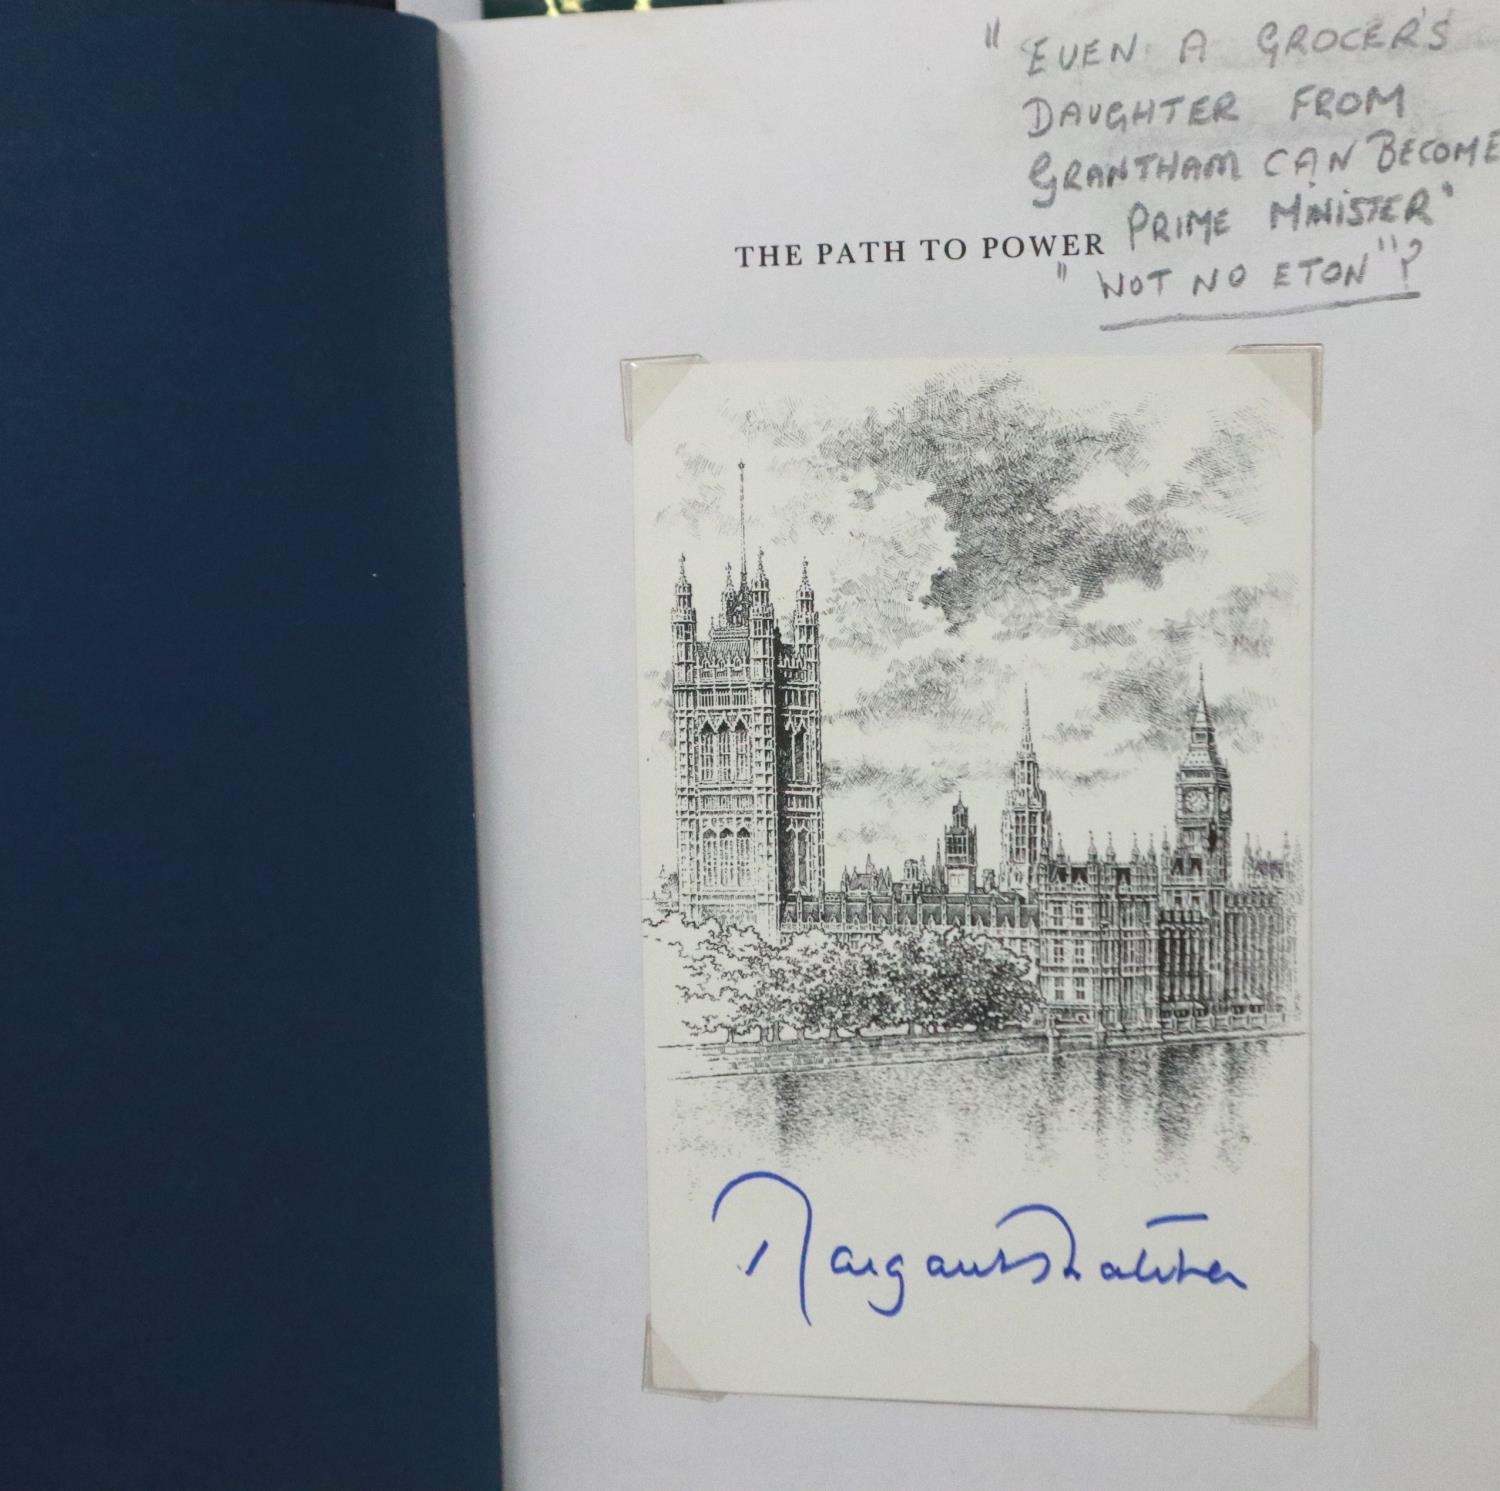 " EVEN A GROCER'S
DAUGHTER FROM
GRANTHAM CAN BECOME
PRIME MINISTER"
THE PATH TO POWER
" NOT NO ETON"?
Margaret Thatcher